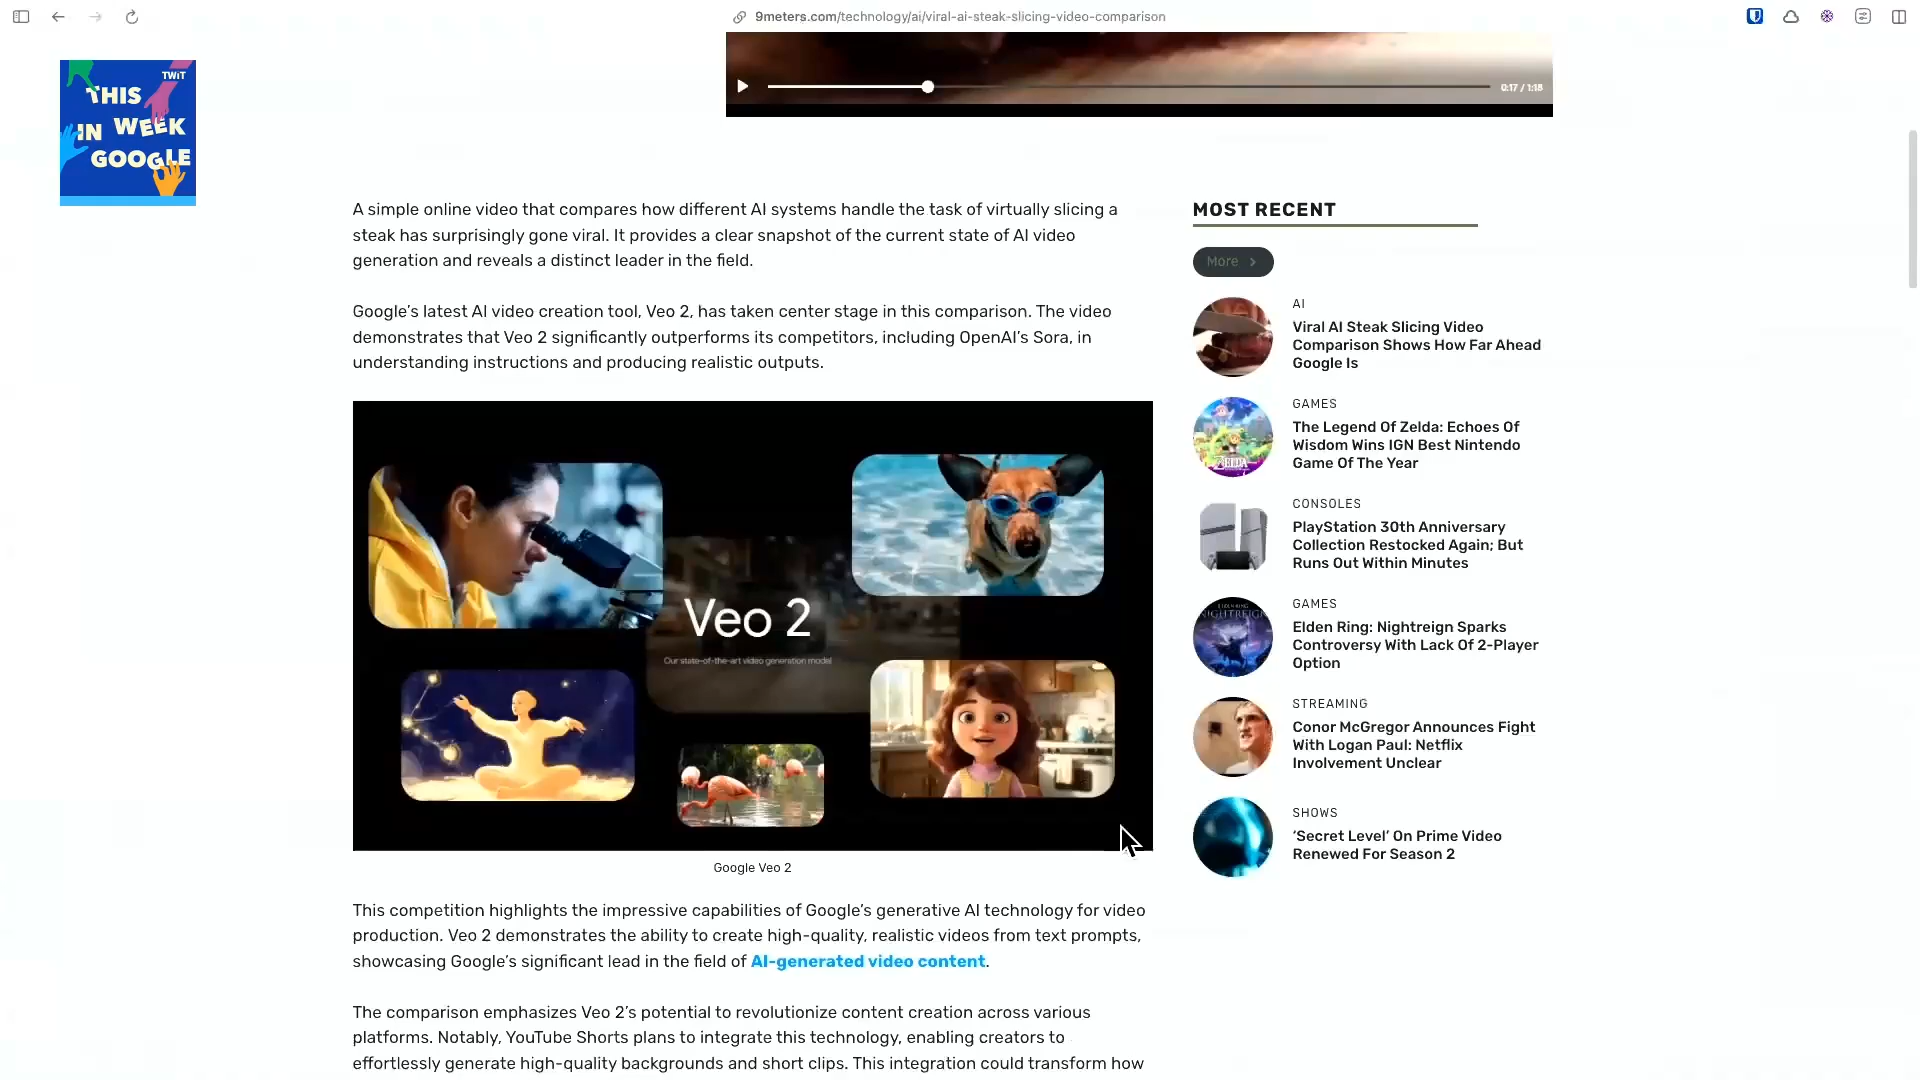 9meters.com/technology/ai/viral-ai-steak-slicing-video-comparison
TWiT
THIS
IN WEEK
GOOGLE
0:17 / 1:18
A simple online video that compares how different AI systems handle the task of virtually slicing a
steak has surprisingly gone viral. It provides a clear snapshot of the current state of AI video
generation and reveals a distinct leader in the field.
Google’s latest AI video creation tool, Veo 2, has taken center stage in this comparison. The video
demonstrates that Veo 2 significantly outperforms its competitors, including OpenAI’s Sora, in
understanding instructions and producing realistic outputs.
Veo 2
Our state-of-the-art video generation model
Google Veo 2
This competition highlights the impressive capabilities of Google’s generative AI technology for video
production. Veo 2 demonstrates the ability to create high-quality, realistic videos from text prompts,
showcasing Google’s significant lead in the field of AI-generated video content.
The comparison emphasizes Veo 2’s potential to revolutionize content creation across various
platforms. Notably, YouTube Shorts plans to integrate this technology, enabling creators to
effortlessly generate high-quality backgrounds and short clips. This integration could transform how
MOST RECENT
More
AI
Viral AI Steak Slicing Video
Comparison Shows How Far Ahead
Google Is
GAMES
The Legend Of Zelda: Echoes Of
Wisdom Wins IGN Best Nintendo
Game Of The Year
ZELDA
CONSOLES
PlayStation 30th Anniversary
Collection Restocked Again; But
Runs Out Within Minutes
GAMES
Elden Ring: Nightreign Sparks
Controversy With Lack Of 2-Player
Option
NIGHTREIGN
STREAMING
Conor McGregor Announces Fight
With Logan Paul: Netflix
Involvement Unclear
SHOWS
‘Secret Level’ On Prime Video
Renewed For Season 2